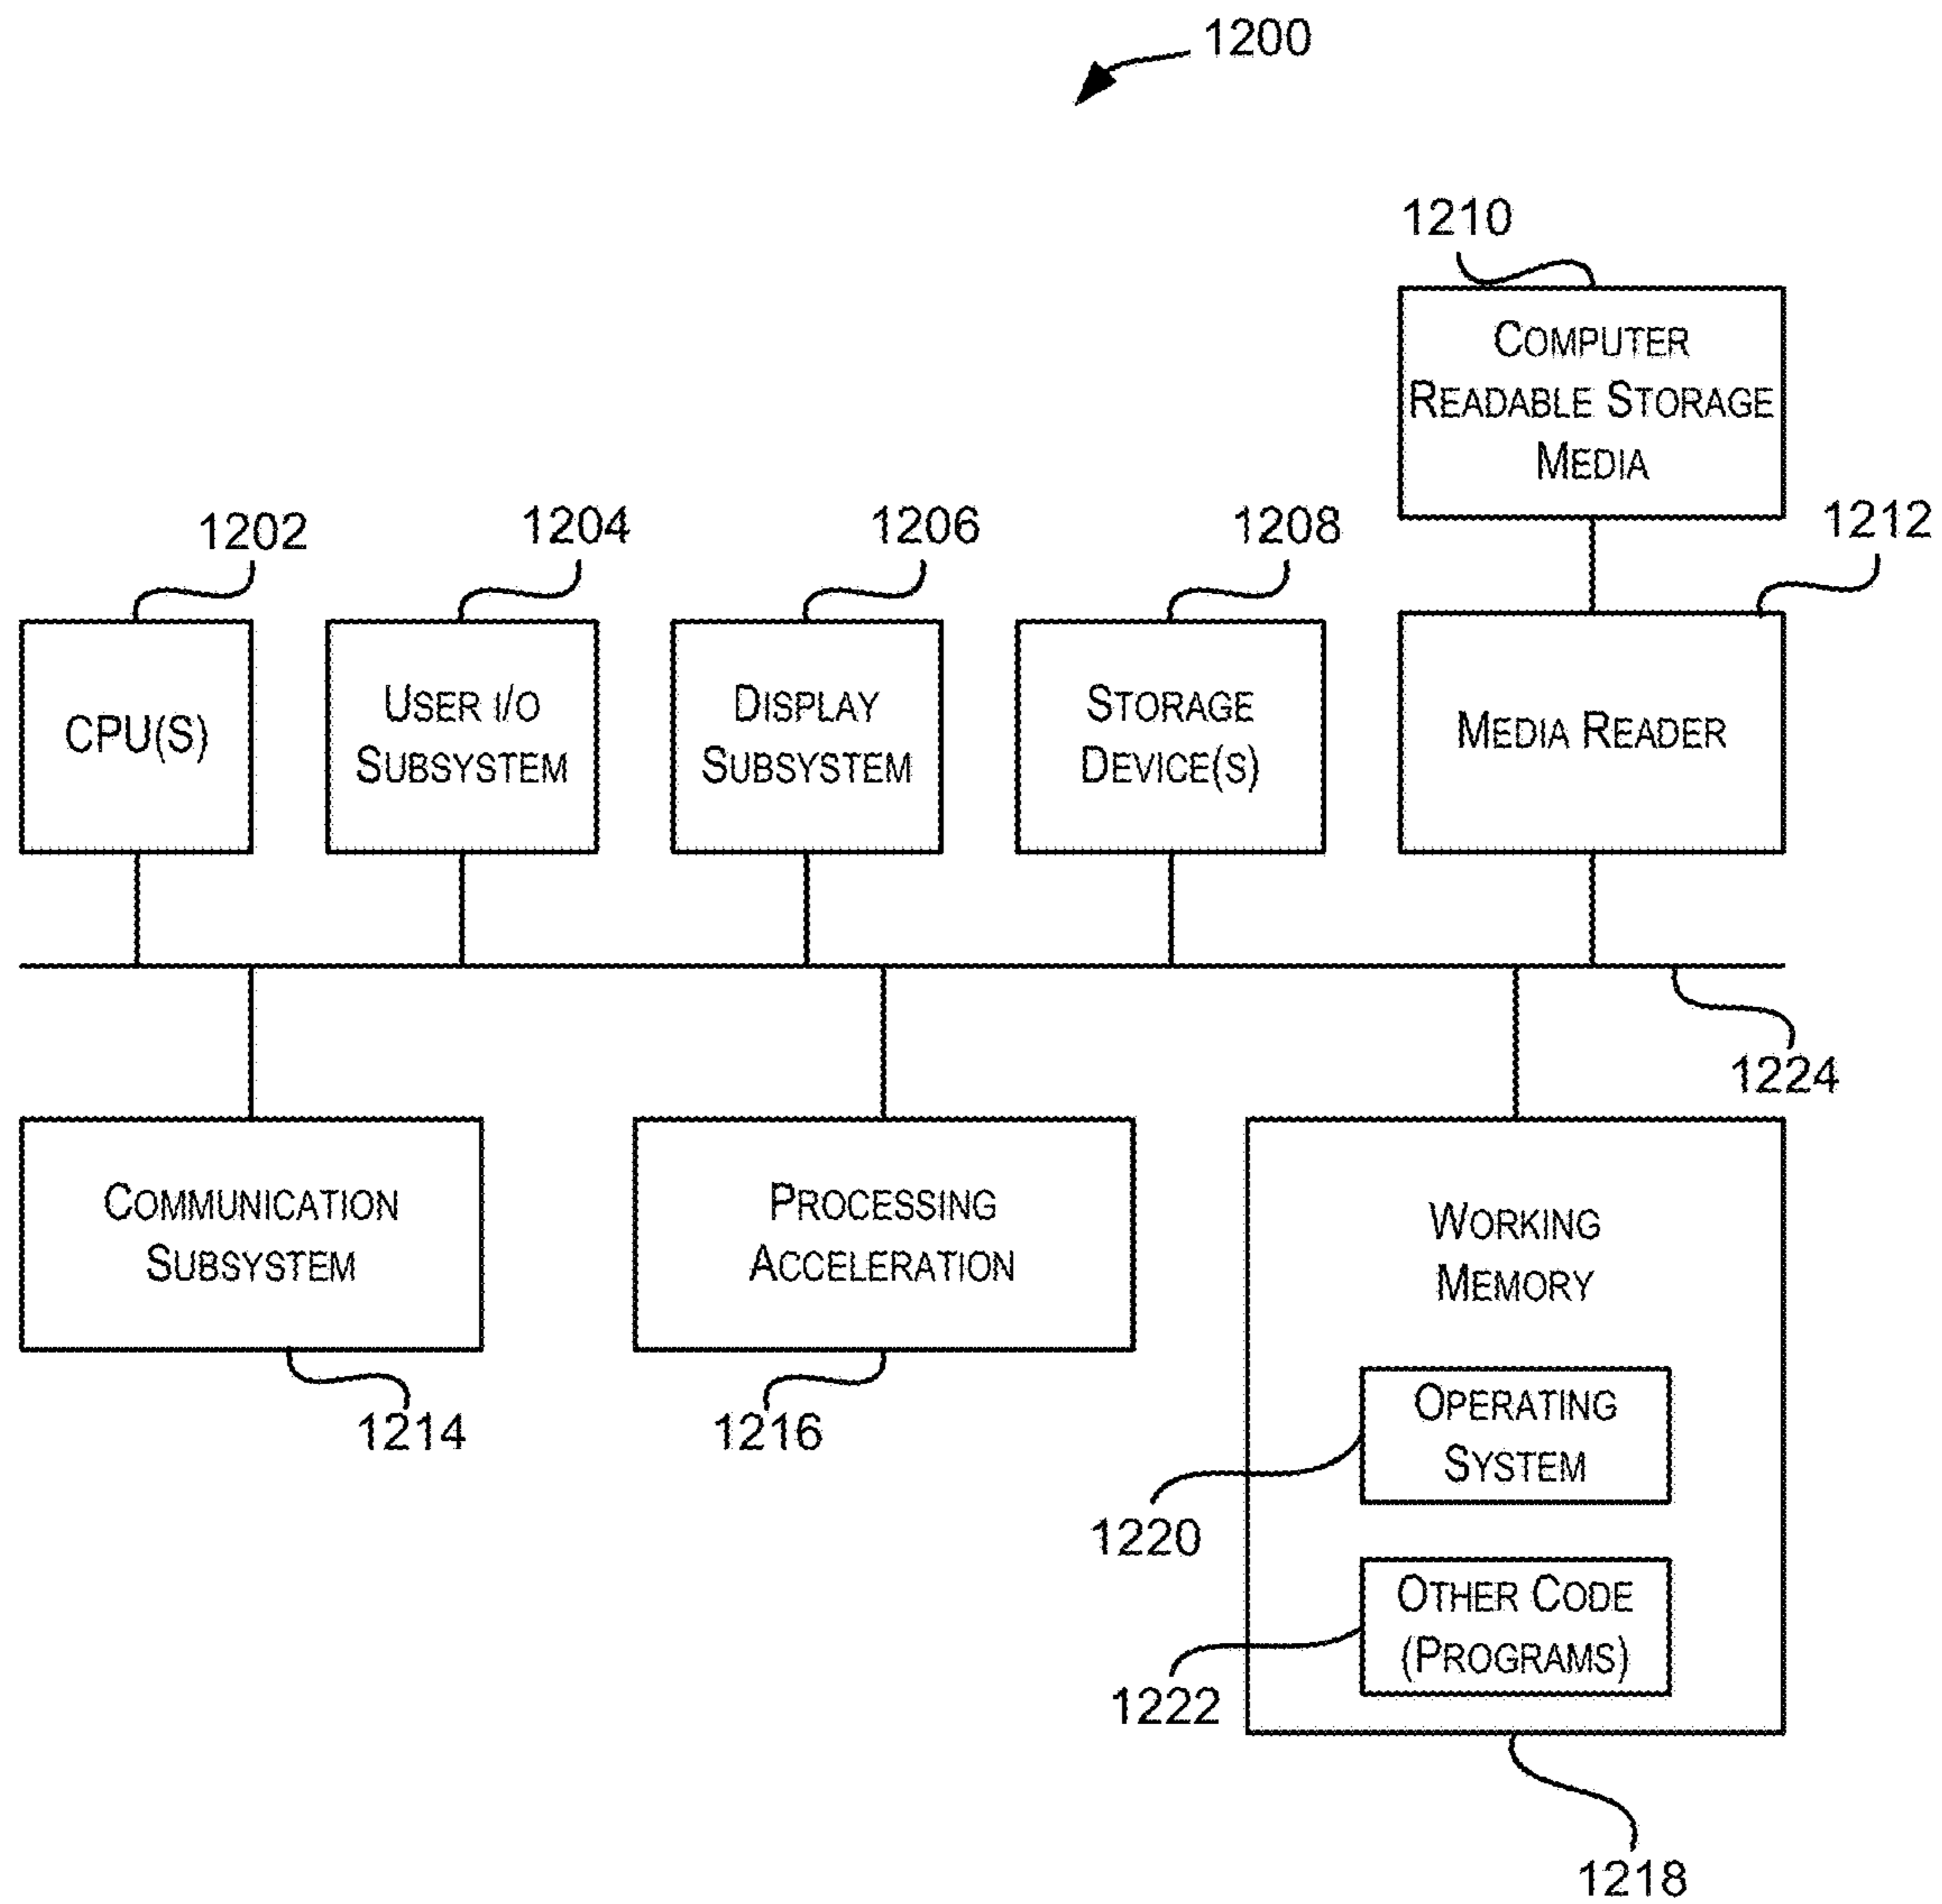 1200
1210
COMPUTER
READABLE STORAGE
MEDIA
1202
1204
1206
1208
1212
CPU(S)
USER I/O
SUBSYSTEM
DISPLAY
SUBSYSTEM
STORAGE
DEVICE(S)
MEDIA READER
1224
COMMUNICATION
SUBSYSTEM
1214
PROCESSING
ACCELERATION
1216
WORKING
MEMORY
OPERATING
SYSTEM
1220
OTHER CODE
(PROGRAMS)
1222
1218